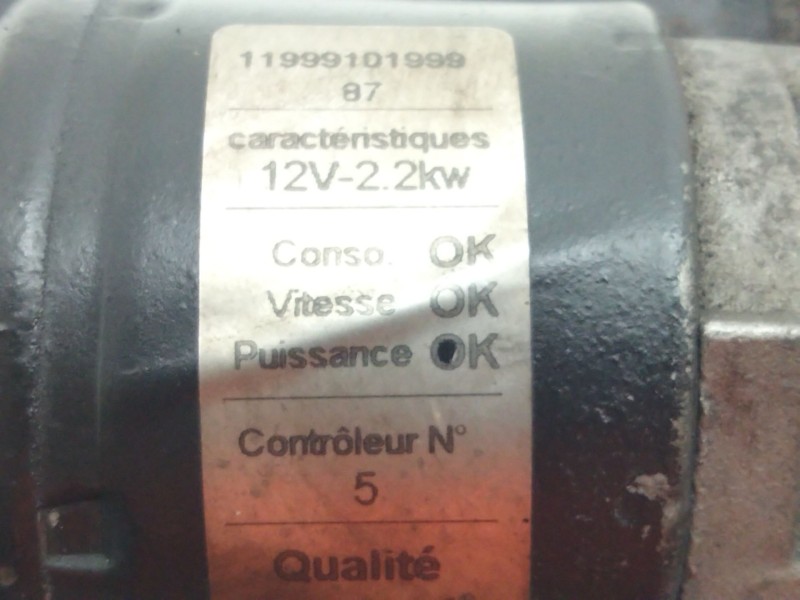 11999101999
87
caractéristiques
12V-2.2kw
Conso. OK
Vitesse OK
Puissance OK
Contrôleur N°
5
Qualité